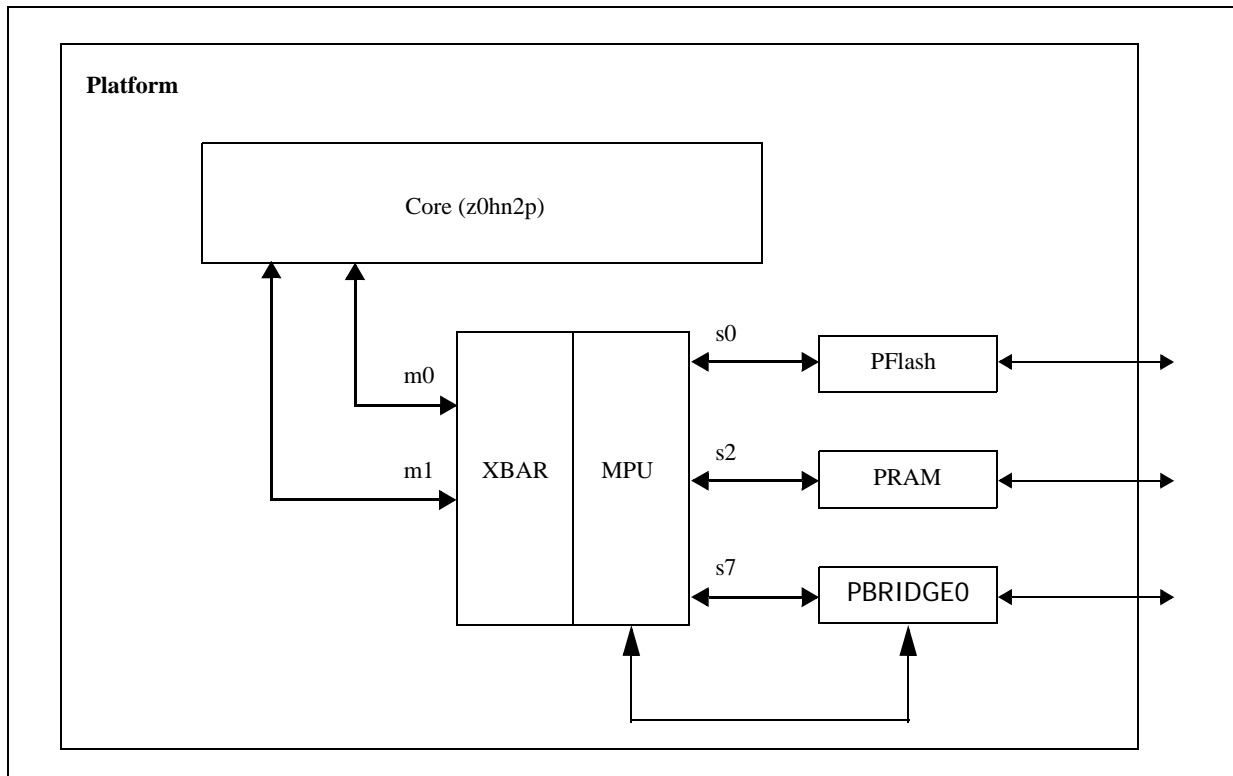 Platform
Core (z0hn2p)
s0
PFlash
m0
m1
XBAR
MPU
s2
PRAM
s7
PBRIDGE0